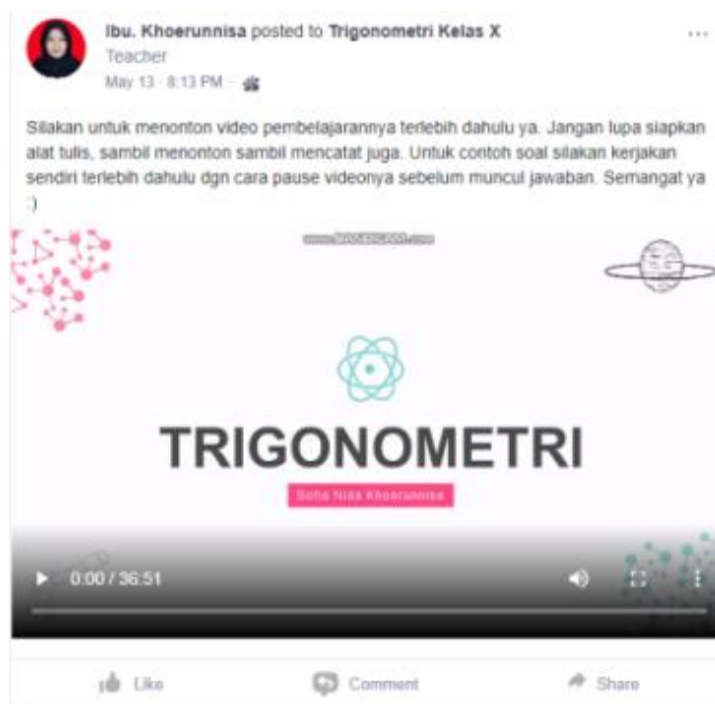 Ibu. Khoerunnisa posted to Trigonometri Kelas X
Teacher
May 13 · 8:13 PM ·
Silakan untuk menonton video pembelajarannya terlebih dahulu ya. Jangan lupa siapkan
alat tulis, sambil menonton sambil mencatat juga. Untuk contoh soal silakan kerjakan
sendiri terlebih dahulu dgn cara pause videonya sebelum muncul jawaban. Semangat ya
:)
TRIGONOMETRI
Nida Khoerunnisa
0:00 / 36:51
Like
Comment
Share